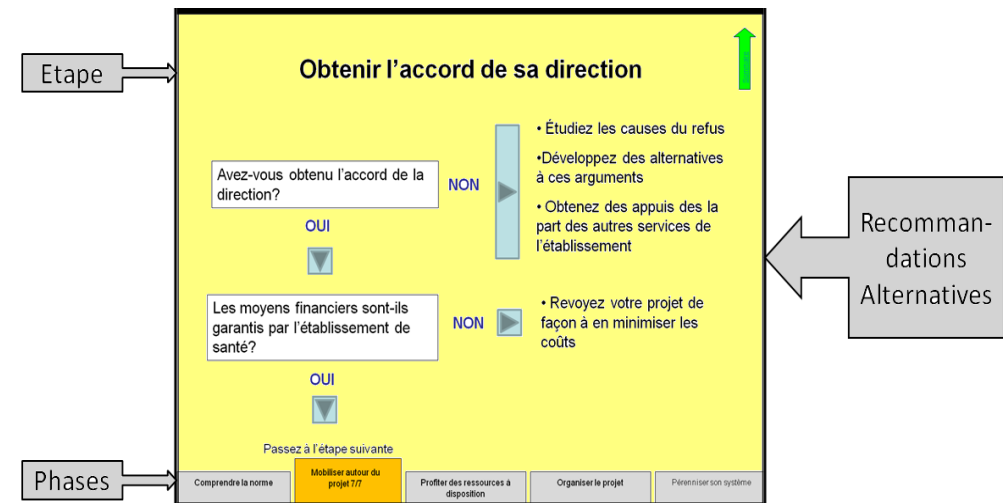 Etape
Obtenir l’accord de sa direction
Avez-vous obtenu l’accord de la
direction?
NON
• Étudiez les causes du refus
•Développez des alternatives
à ces arguments
• Obtenez des appuis des la
part des autres services de
l’établissement
OUI
Recomman-
dations
Alternatives
Les moyens financiers sont-ils
garantis par l’établissement de
santé?
NON
• Revoyez votre projet de
façon à en minimiser les
coûts
OUI
Passez à l’étape suivante
Phases
Comprendre la norme
Mobiliser autour du
projet 7/7
Profiter des ressources à
disposition
Organiser le projet
Pérenniser son système